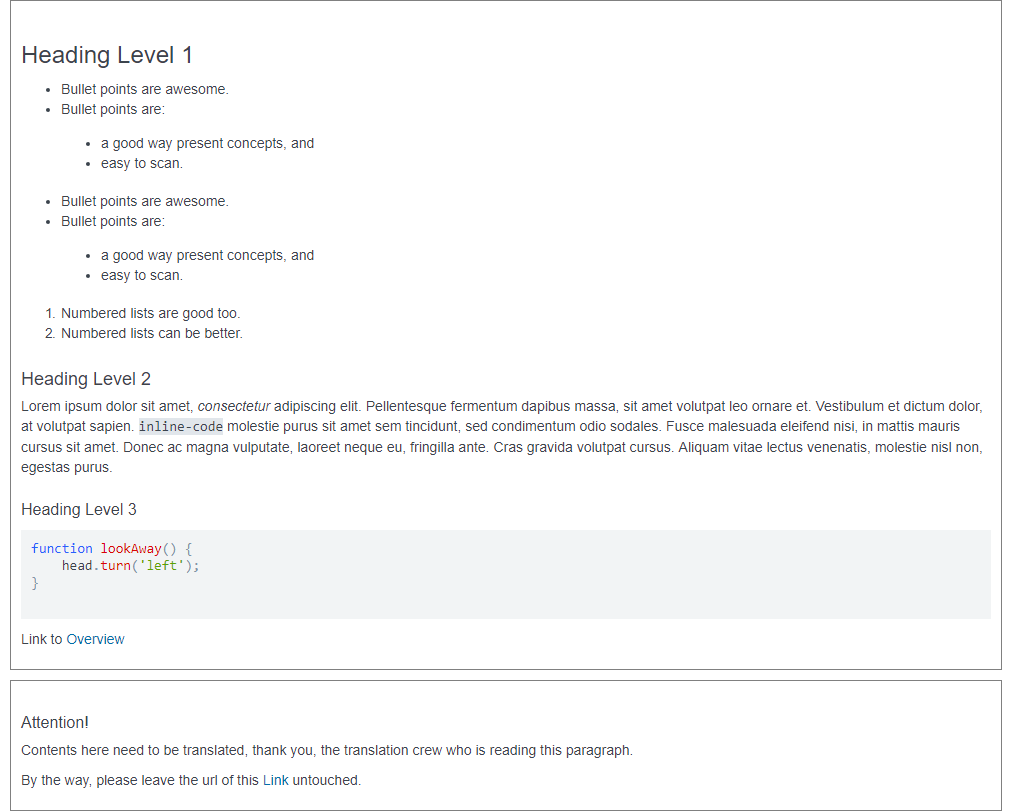 Heading Level 1
Bullet points are awesome.
Bullet points are:
a good way present concepts, and
easy to scan.
Bullet points are awesome.
Bullet points are:
a good way present concepts, and
easy to scan.
1. Numbered lists are good too.
2. Numbered lists can be better.
Heading Level 2
Lorem ipsum dolor sit amet, consectetur adipiscing elit. Pellentesque fermentum dapibus massa, sit amet volutpat leo ornare et. Vestibulum et dictum dolor,
at volutpat sapien. inline-code molestie purus sit amet sem tincidunt, sed condimentum odio sodales. Fusce malesuada eleifend nisi, in mattis mauris
cursus sit amet. Donec ac magna vulputate, laoreet neque eu, fringilla ante. Cras gravida volutpat cursus. Aliquam vitae lectus venenatis, molestie nisl non,
egestas purus.
Heading Level 3
function lookAway() {
    head.turn('left');
}
Link to Overview
Attention!
Contents here need to be translated, thank you, the translation crew who is reading this paragraph.
By the way, please leave the url of this Link untouched.